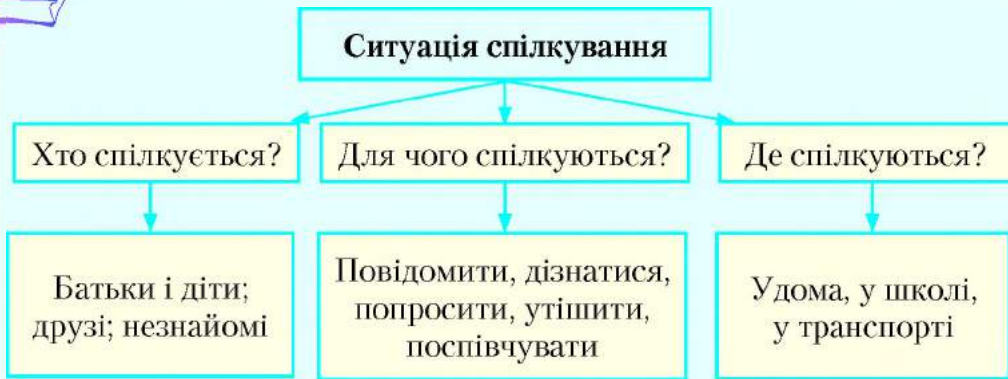 Ситуація спілкування
Хто спілкується?
Для чого спілкуються?
Де спілкуються?
Батьки і діти;
друзі; незнайомі
Повідомити, дізнатися,
попросити, утішити,
поспівчувати
Удома, у школі,
у транспорті